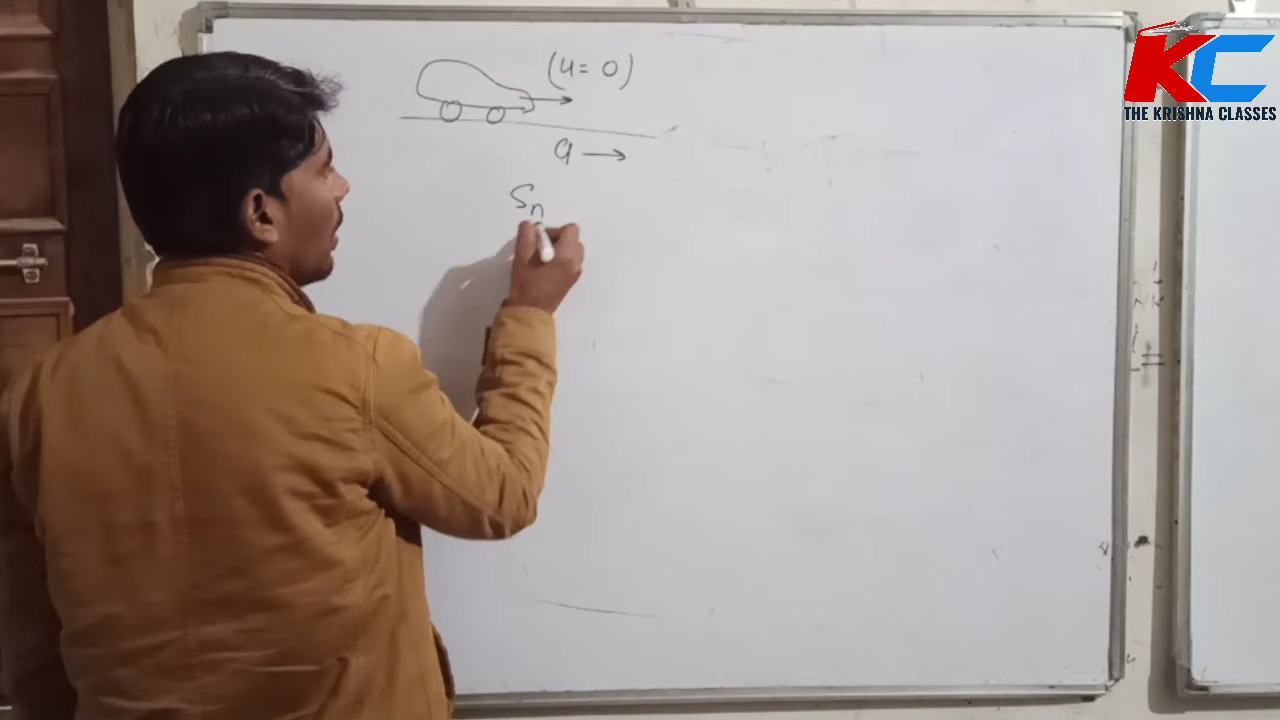 (u = 0)
a →
Sn
KC
THE KRISHNA CLASSES